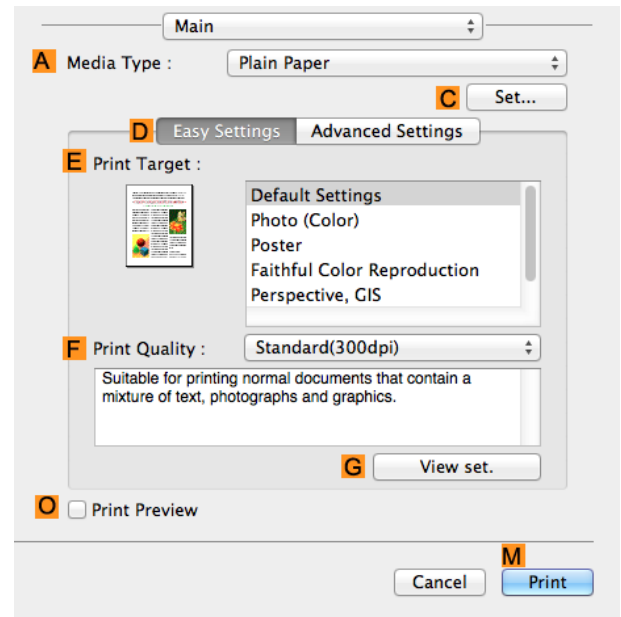 Main
A Media Type : Plain Paper
C Set...
D Easy Settings Advanced Settings
E Print Target :
Default Settings
Photo (Color)
Poster
Faithful Color Reproduction
Perspective, GIS
F Print Quality : Standard(300dpi)
Suitable for printing normal documents that contain a
mixture of text, photographs and graphics.
G View set.
O Print Preview
M
Cancel Print